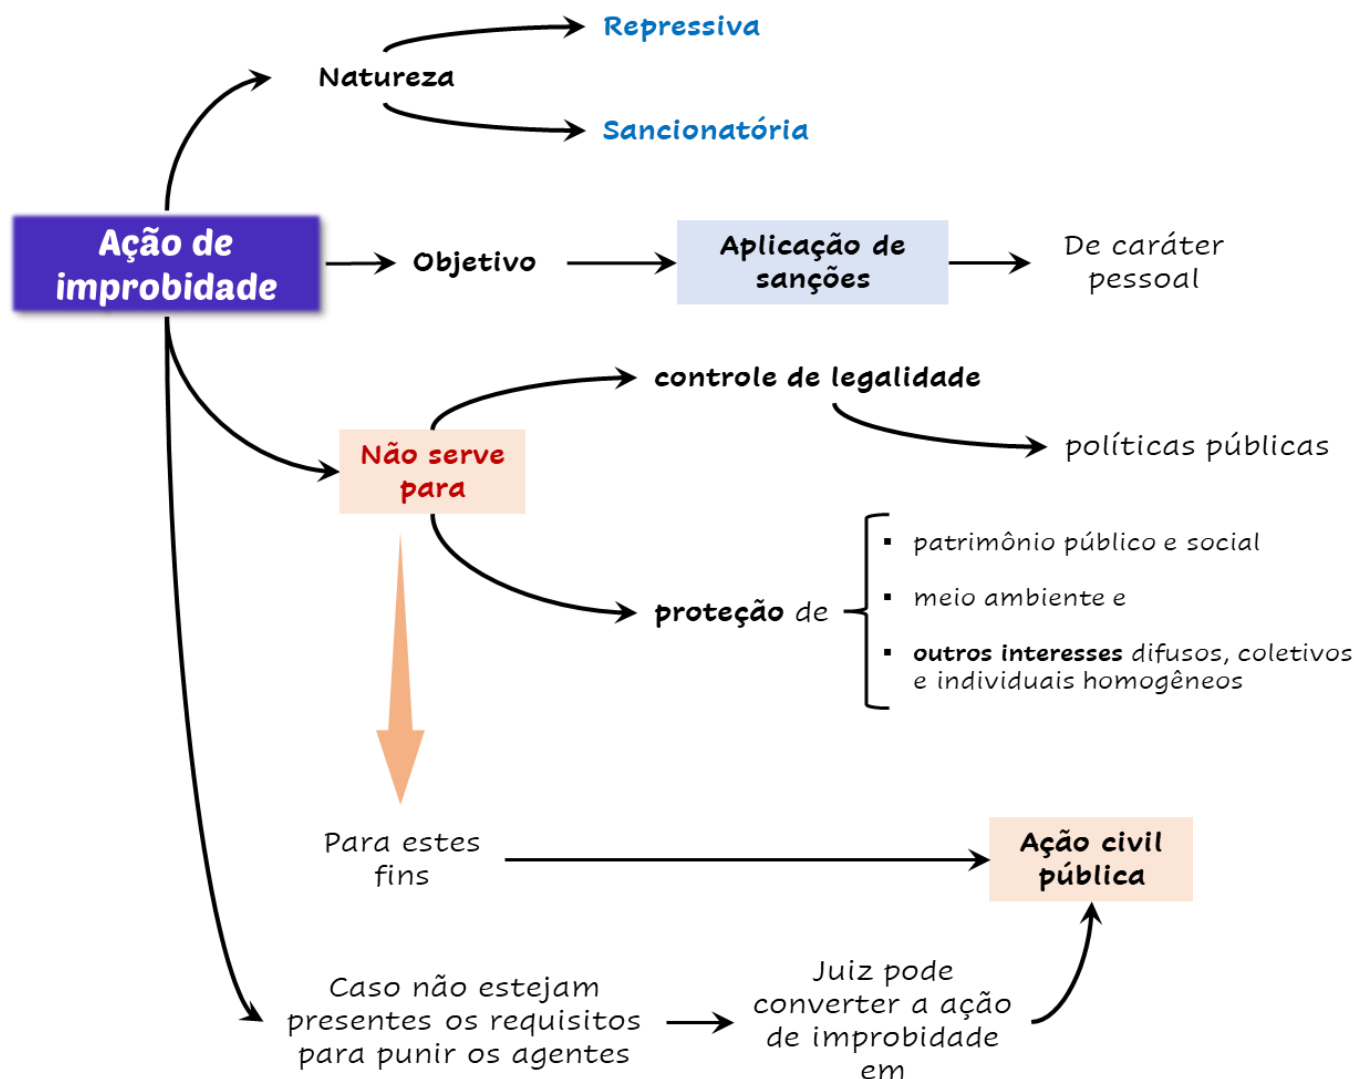 Repressiva
Natureza
Sancionatória
Ação de
improbidade
Objetivo
Aplicação de
sanções
De caráter
pessoal
controle de legalidade
políticas públicas
Não serve
para
proteção de
▪ patrimônio público e social
▪ meio ambiente e
▪ outros interesses difusos, coletivos
e individuais homogêneos
Para estes
fins
Ação civil
pública
Caso não estejam
presentes os requisitos
para punir os agentes
Juiz pode
converter a ação
de improbidade
em